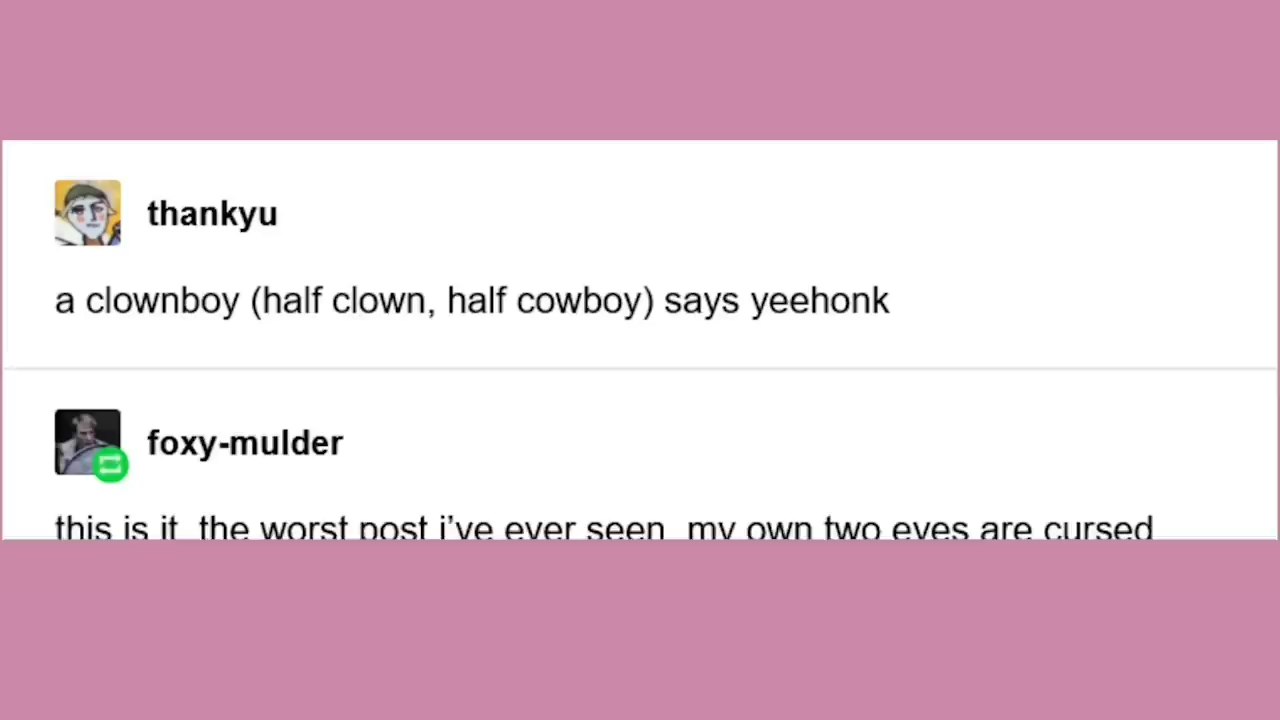 thankyu
a clownboy (half clown, half cowboy) says yeehonk
foxy-mulder
this is it, the worst post i've ever seen, my own two eyes are cursed